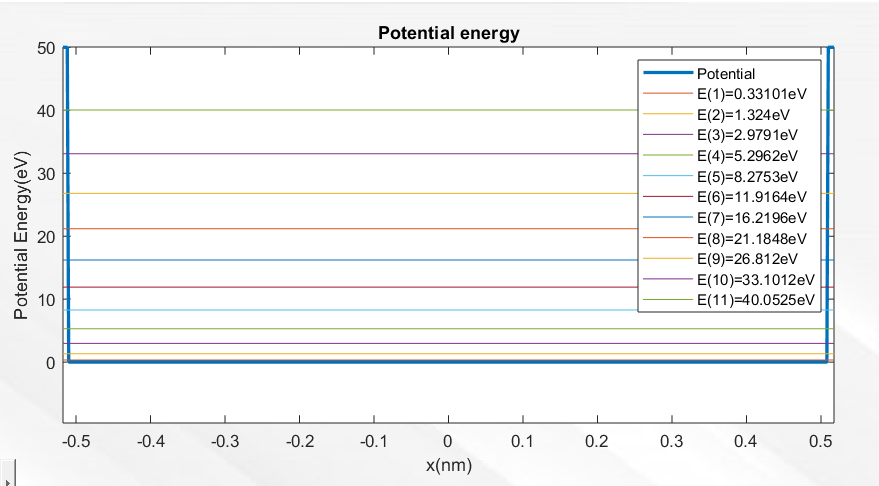 Potential energy
Potential Energy(eV)
50
40
30
20
10
0
Potential
E(1)=0.33101eV
E(2)=1.324eV
E(3)=2.9791eV
E(4)=5.2962eV
E(5)=8.2753eV
E(6)=11.9164eV
E(7)=16.2196eV
E(8)=21.1848eV
E(9)=26.812eV
E(10)=33.1012eV
E(11)=40.0525eV
-0.5 -0.4 -0.3 -0.2 -0.1 0 0.1 0.2 0.3 0.4 0.5
x(nm)